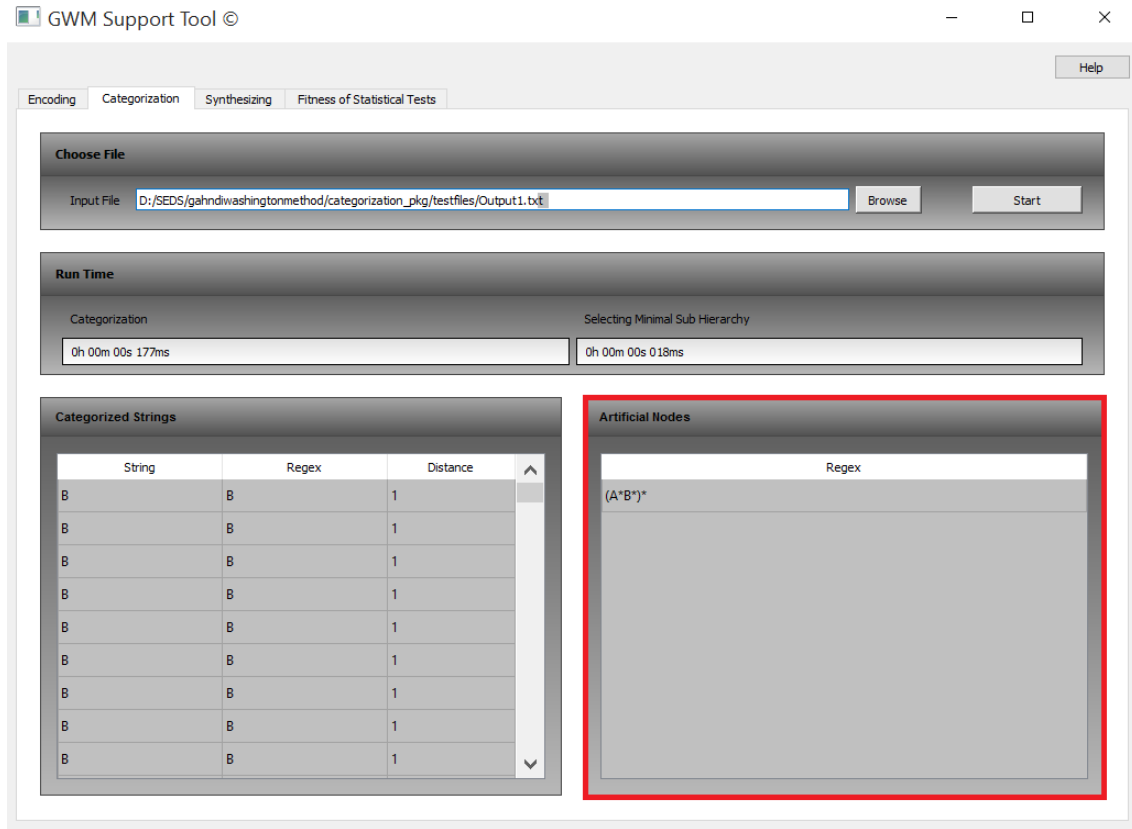 GWM Support Tool ©
Help
Encoding Categorization Synthesizing Fitness of Statistical Tests
Choose File
Input File D:/SEDS/gahndiwashingtonmethod/categorization_pkg/testfiles/Output1.txt Browse Start
Run Time
Categorization Selecting Minimal Sub Hierarchy
0h 00m 00s 177ms 0h 00m 00s 018ms
Categorized Strings Artificial Nodes
String Regex Distance Regex
B B 1 (A*B*)*
B B 1
B B 1
B B 1
B B 1
B B 1
B B 1
B B 1
B B 1